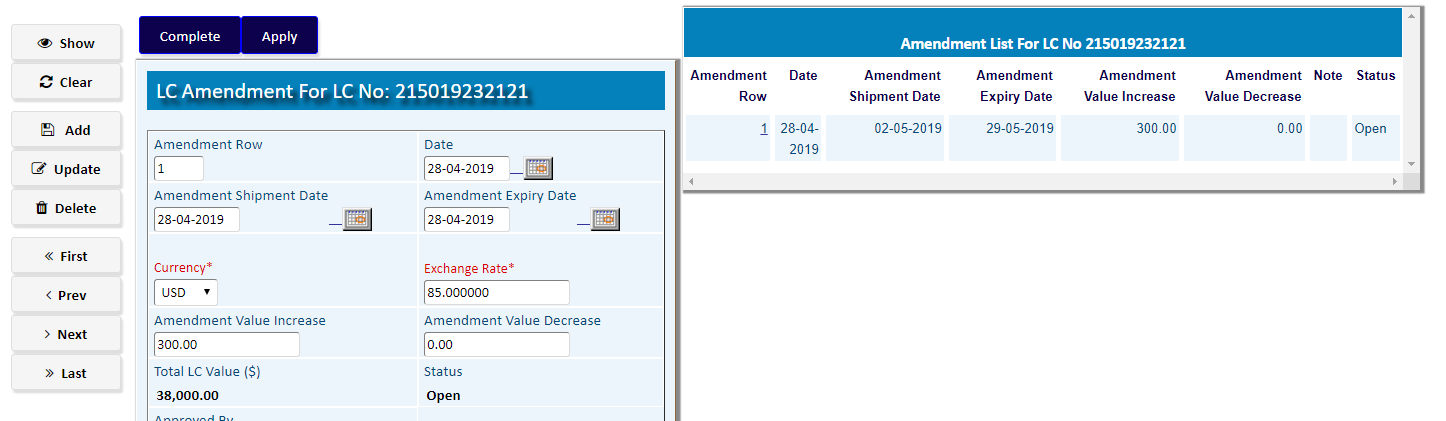 Show
Clear
Add
Update
Delete
First
Prev
Next
Last
Complete Apply
LC Amendment For LC No: 215019232121
Amendment Row Date
1 28-04-2019
Amendment Shipment Date Amendment Expiry Date
28-04-2019 28-04-2019
Currency* Exchange Rate*
USD 85.000000
Amendment Value Increase Amendment Value Decrease
300.00 0.00
Total LC Value ($) Status
38,000.00 Open
Approved By
Amendment List For LC No 215019232121
Amendment Date Amendment Amendment Amendment Amendment Note Status
Row Shipment Date Expiry Date Value Increase Value Decrease
1 28-04- 02-05-2019 29-05-2019 300.00 0.00 Open
2019